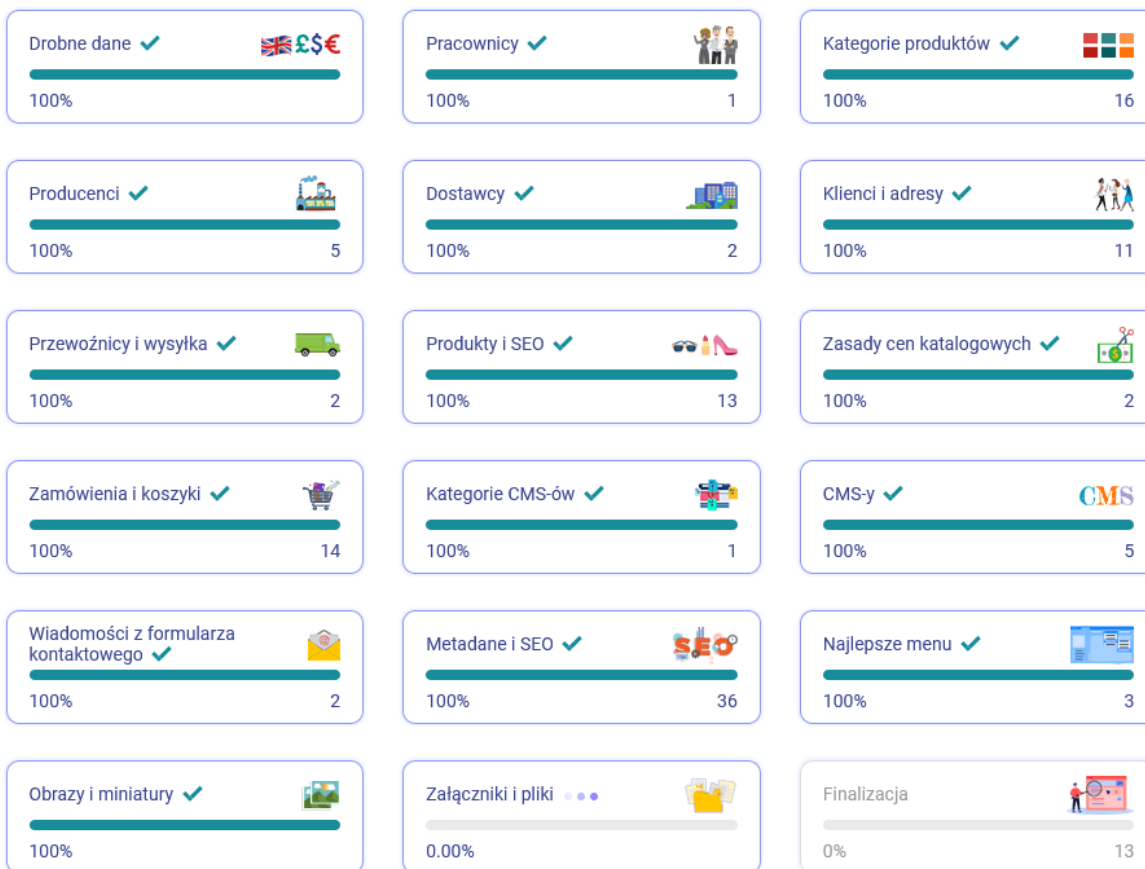 Drobne dane £$€
100%
Pracownicy
100% 1
Kategorie produktów
100% 16
Producenci
100% 5
Dostawcy
100% 2
Klienci i adresy
100% 11
Przewoźnicy i wysyłka
100% 2
Produkty i SEO
100% 13
Zasady cen katalogowych $
100% 2
Zamówienia i koszyki
100% 14
Kategorie CMS-ów
100% 1
CMS-y CMS
100% 5
Wiadomości z formularza
kontaktowego @
100% 2
Metadane i SEO SEO
100% 36
Najlepsze menu
100% 3
Obrazy i miniatury
100%
Załączniki i pliki
0.00%
Finalizacja
0% 13